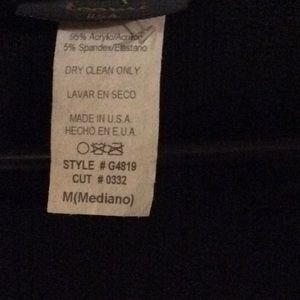 U.S.A.
95% Acrylic/Acrilico
5% Spandex/Elastano
DRY CLEAN ONLY
LAVAR EN SECO
MADE IN U.S.A.
HECHO EN E.U.A.
STYLE # G4819
CUT # 0332
M(Mediano)